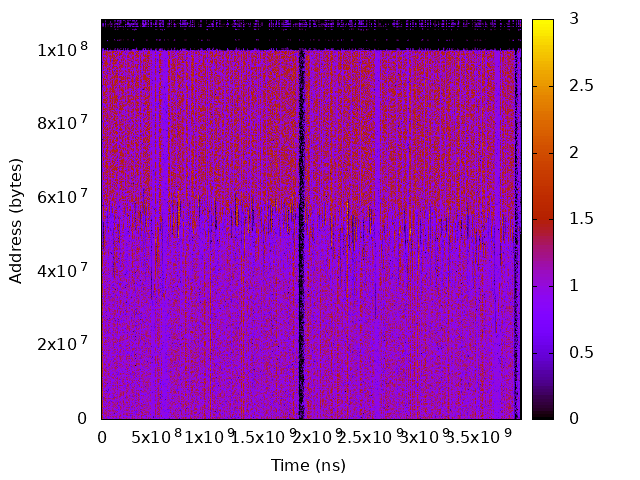 3
2.5
2
1.5
1
0.5
0
Address (bytes)
1x10^8
8x10^7
6x10^7
4x10^7
2x10^7
0
0 5x10^8 1x10^9 1.5x10^9 2x10^9 2.5x10^9 3x10^9 3.5x10^9
Time (ns)